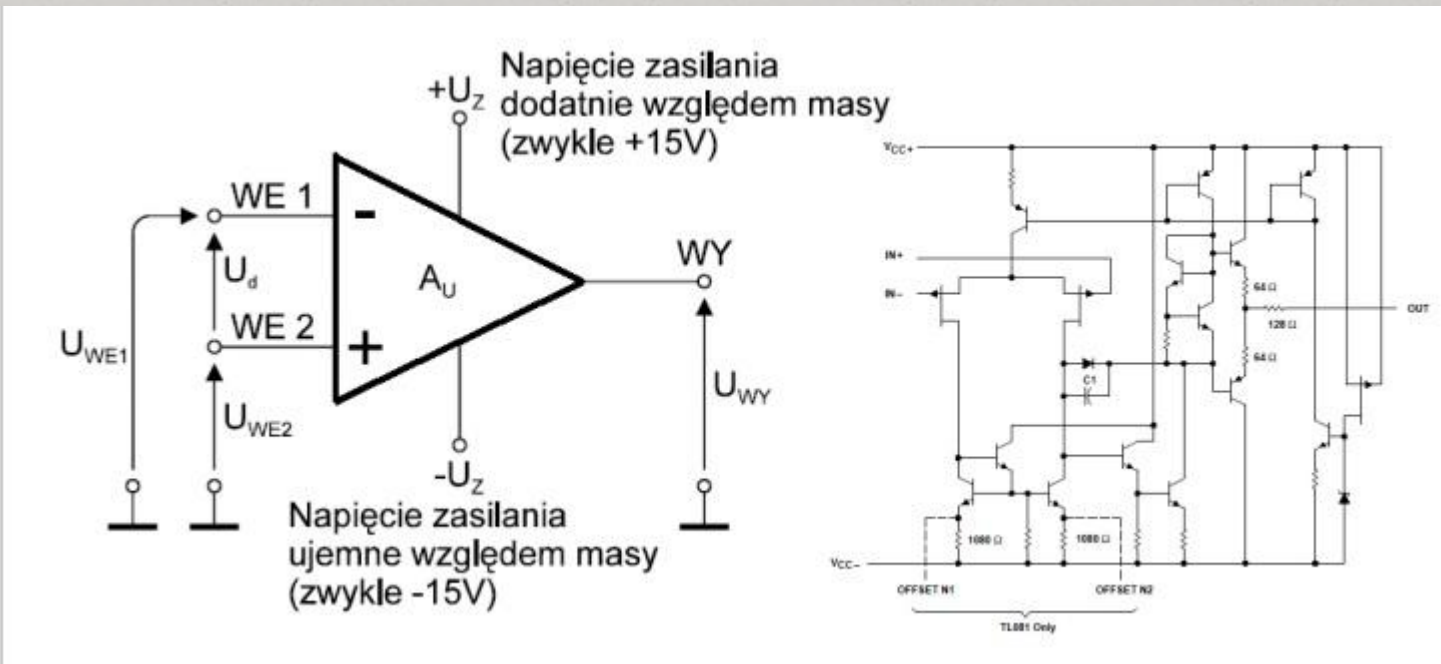 Napięcie zasilania
dodatnie względem masy
(zwykle +15V)
+U_Z
WE 1
-
U_d
A_U
WY
WE 2
+
U_WE1
U_WE2
U_WY
-U_Z
Napięcie zasilania
ujemne względem masy
(zwykle -15V)
V_CC+
IN+
IN−
64 Ω
128 Ω
OUT
64 Ω
C1
1080 Ω
1080 Ω
V_CC−
OFFSET N1
OFFSET N2
TL081 Only